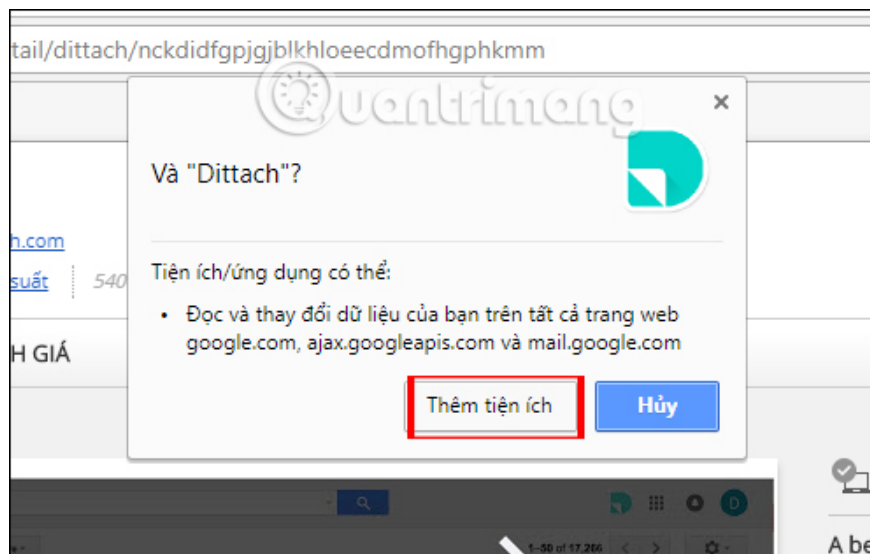 tail/dittach/nckdidfgpjgjblkhloeecdmofhgphkmm
Quantrimang
Và "Dittach"?
h.com
suất
540
Tiện ích/ứng dụng có thể:
• Đọc và thay đổi dữ liệu của bạn trên tất cả trang web
google.com, ajax.googleapis.com và mail.google.com
H GIÁ
Thêm tiện ích
Hủy
D
1–50 of 17,206
A be